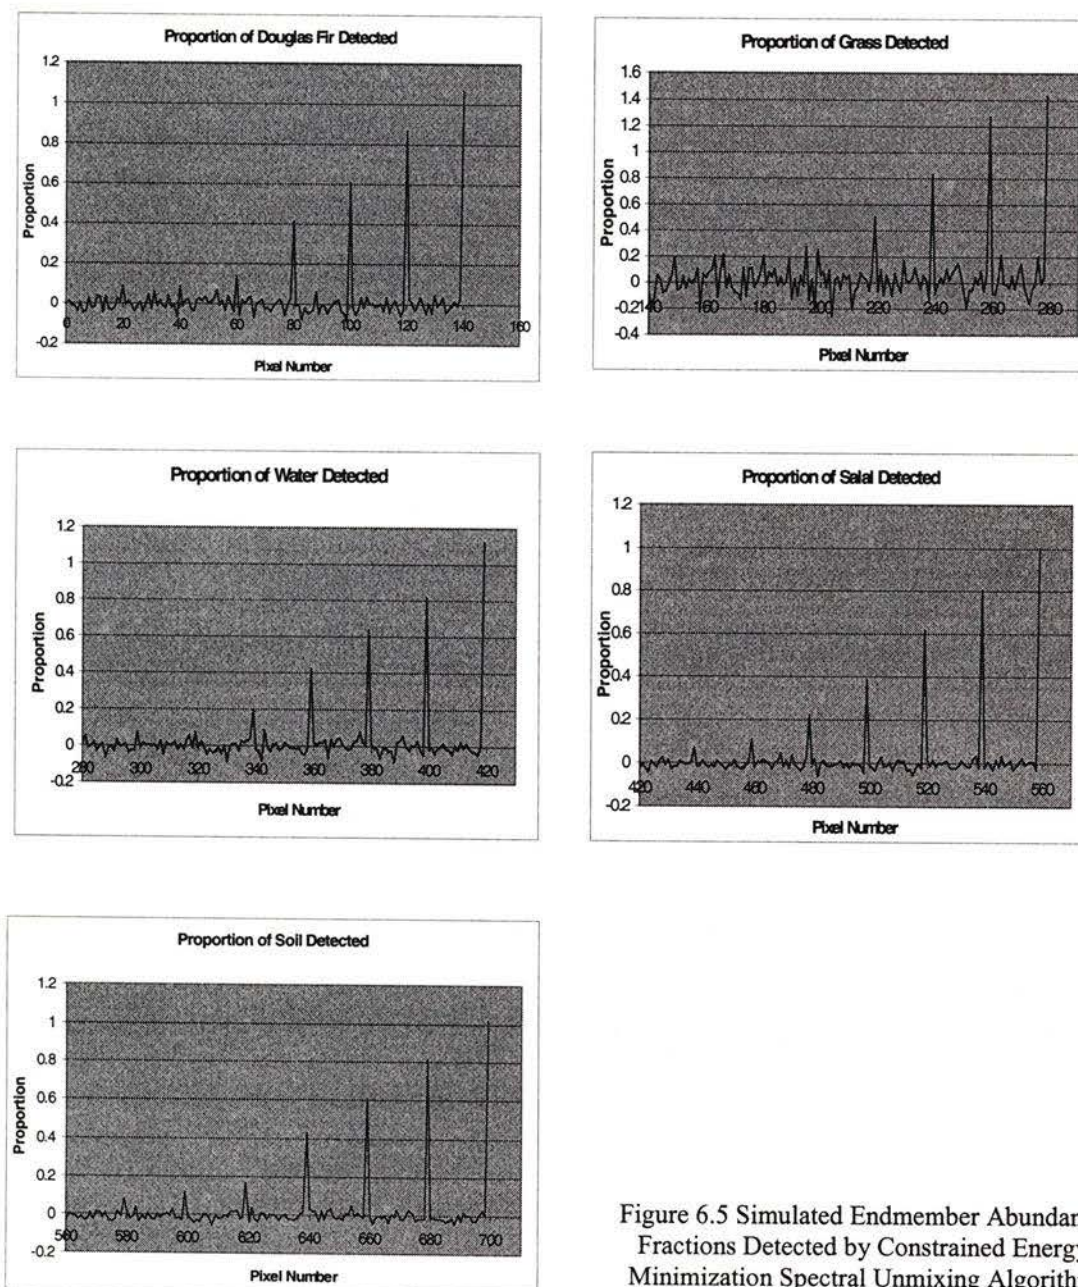 Proportion of Douglas Fir Detected
1.2
1
0.8
0.6
0.4
0.2
0
-0.2
Proportion
0 20 40 60 80 100 120 140 160
Pixel Number
Proportion of Grass Detected
1.6
1.4
1.2
1
0.8
0.6
0.4
0.2
0
-0.2
-0.4
Proportion
140 160 180 200 220 240 260 280
Pixel Number
Proportion of Water Detected
1.2
1
0.8
0.6
0.4
0.2
0
-0.2
Proportion
280 300 320 340 360 380 400 420
Pixel Number
Proportion of Salal Detected
1.2
1
0.8
0.6
0.4
0.2
0
-0.2
Proportion
420 440 460 480 500 520 540 560
Pixel Number
Proportion of Soil Detected
1.2
1
0.8
0.6
0.4
0.2
0
-0.2
Proportion
560 580 600 620 640 660 680 700
Pixel Number
Figure 6.5 Simulated Endmember Abundan
Fractions Detected by Constrained Energy
Minimization Spectral Unmixing Algorith